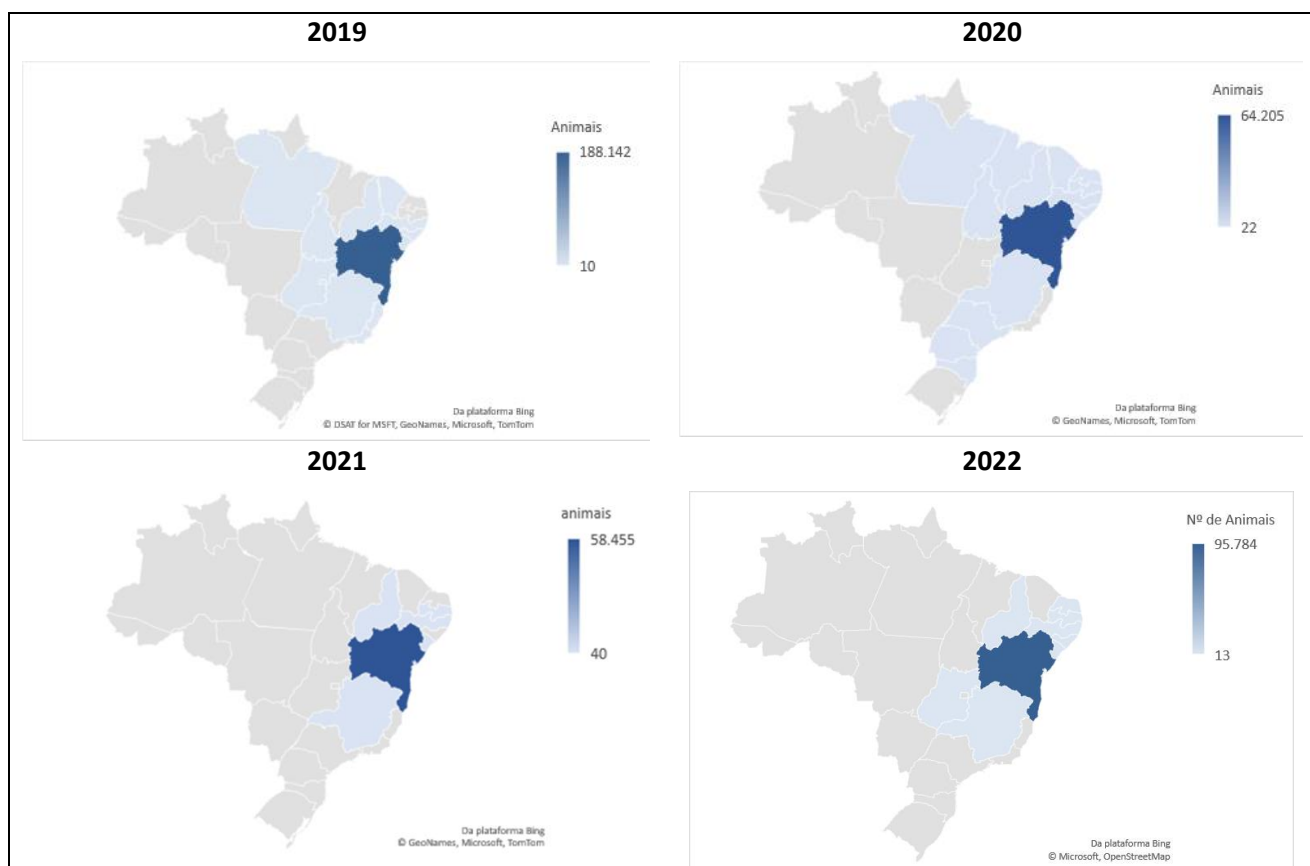 2019
Animais
188.142
10
Da plataforma Bing
© DSAT for MSFT, GeoNames, Microsoft, TomTom
2020
Animais
64.205
22
Da plataforma Bing
© GeoNames, Microsoft, TomTom
2021
animais
58.455
40
Da plataforma Bing
© GeoNames, Microsoft, TomTom
2022
Nº de Animais
95.784
13
Da plataforma Bing
© Microsoft, OpenStreetMap